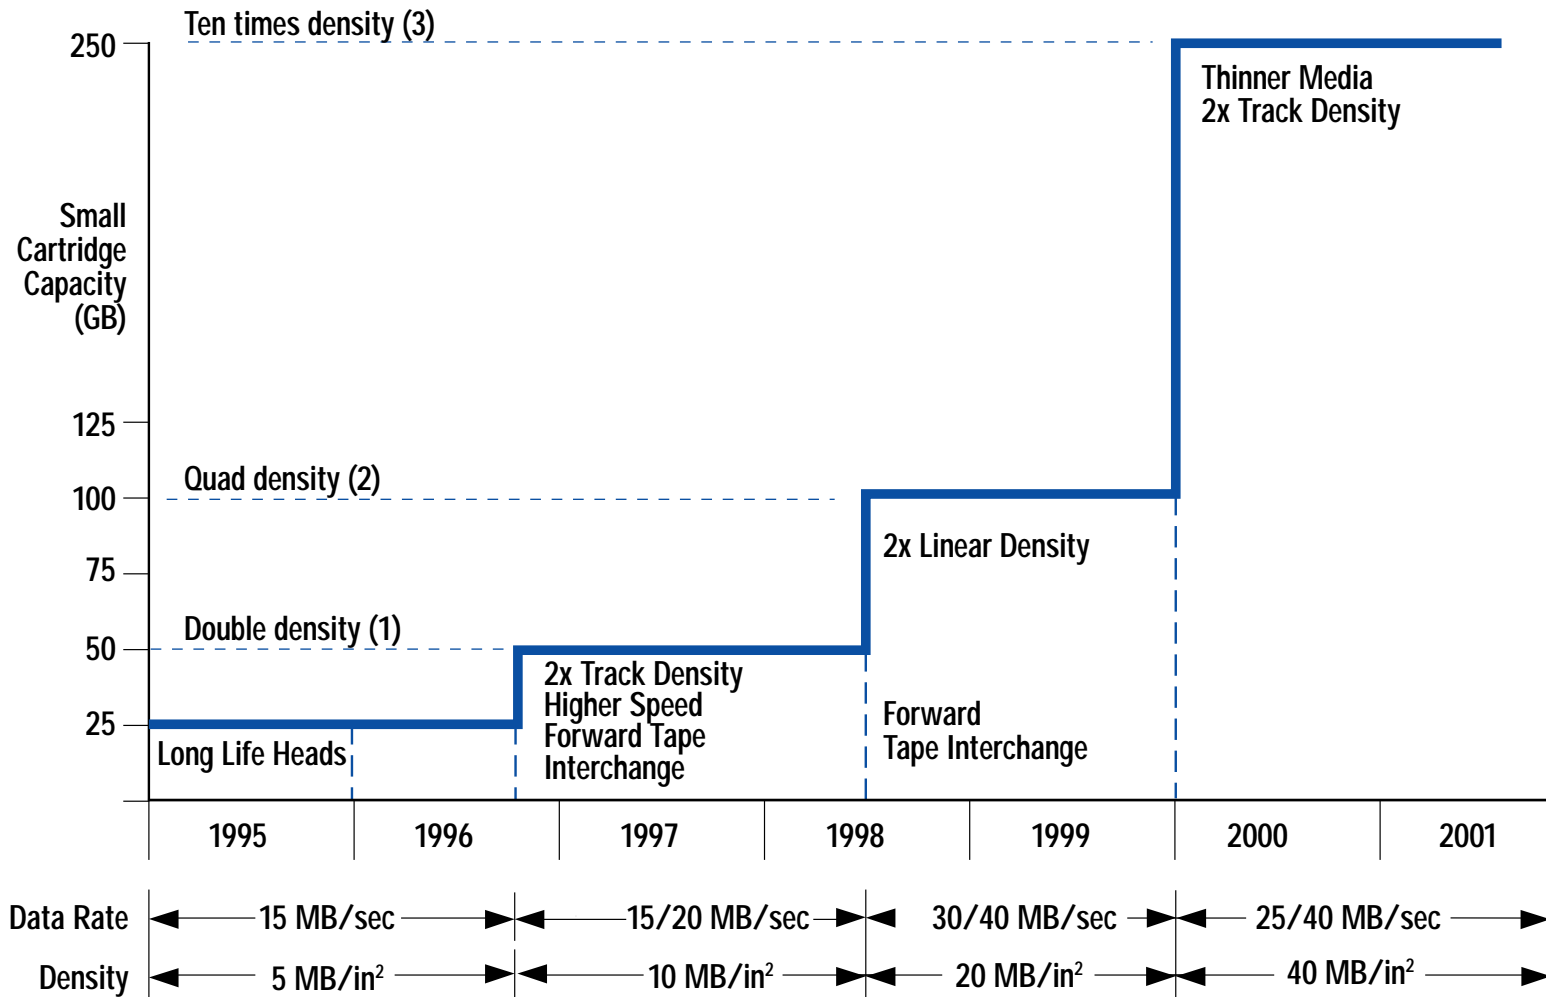 Ten times density (3)
250
Thinner Media
2x Track Density
Small
Cartridge
Capacity
(GB)
125
Quad density (2)
100
2x Linear Density
75
Double density (1)
50
2x Track Density
Higher Speed
Forward Tape
Interchange
Forward
Tape Interchange
25
Long Life Heads
1995 1996 1997 1998 1999 2000 2001
Data Rate 15 MB/sec 15/20 MB/sec 30/40 MB/sec 25/40 MB/sec
Density 5 MB/in² 10 MB/in² 20 MB/in² 40 MB/in²